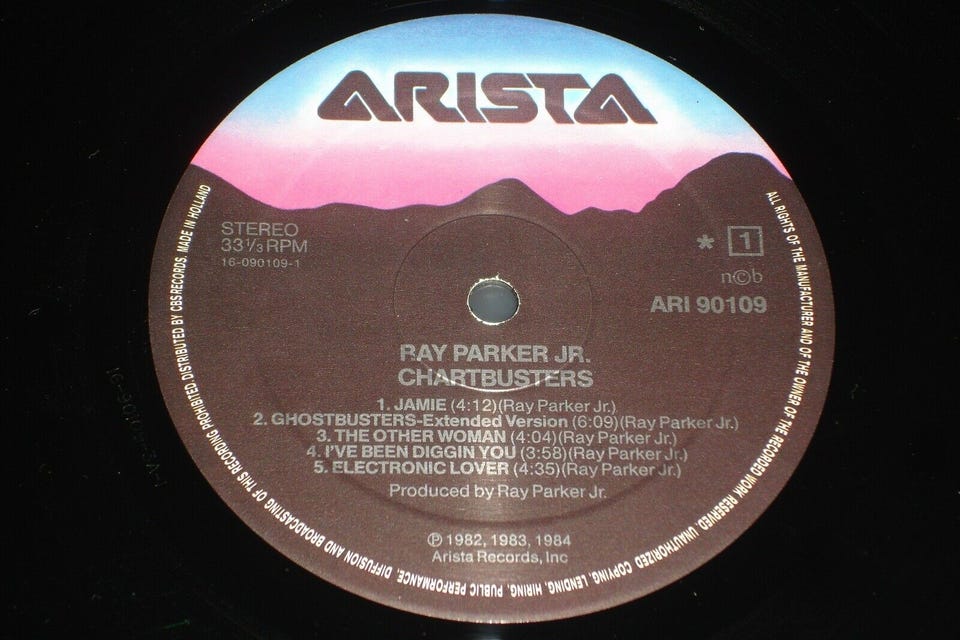 ARISTA
STEREO
33⅓ RPM
16-090109-1
* 1
n©b
ARI 90109
RAY PARKER JR.
CHARTBUSTERS
1. JAMIE (4:12)(Ray Parker Jr.)
2. GHOSTBUSTERS-Extended Version (6:09)(Ray Parker Jr.)
3. THE OTHER WOMAN (4:04)(Ray Parker Jr.)
4. I'VE BEEN DIGGIN YOU (3:58)(Ray Parker Jr.)
5. ELECTRONIC LOVER (4:35)(Ray Parker Jr.)
Produced by Ray Parker Jr.
℗ 1982, 1983, 1984
Arista Records, Inc
ALL RIGHTS OF THE MANUFACTURER AND OF THE OWNER OF THE RECORDED WORK RESERVED. UNAUTHORIZED COPYING, LENDING, HIRING, PUBLIC PERFORMANCE, DIFFUSION AND BROADCASTING OF THIS RECORDING PROHIBITED. DISTRIBUTED BY CBS RECORDS. MADE IN HOLLAND